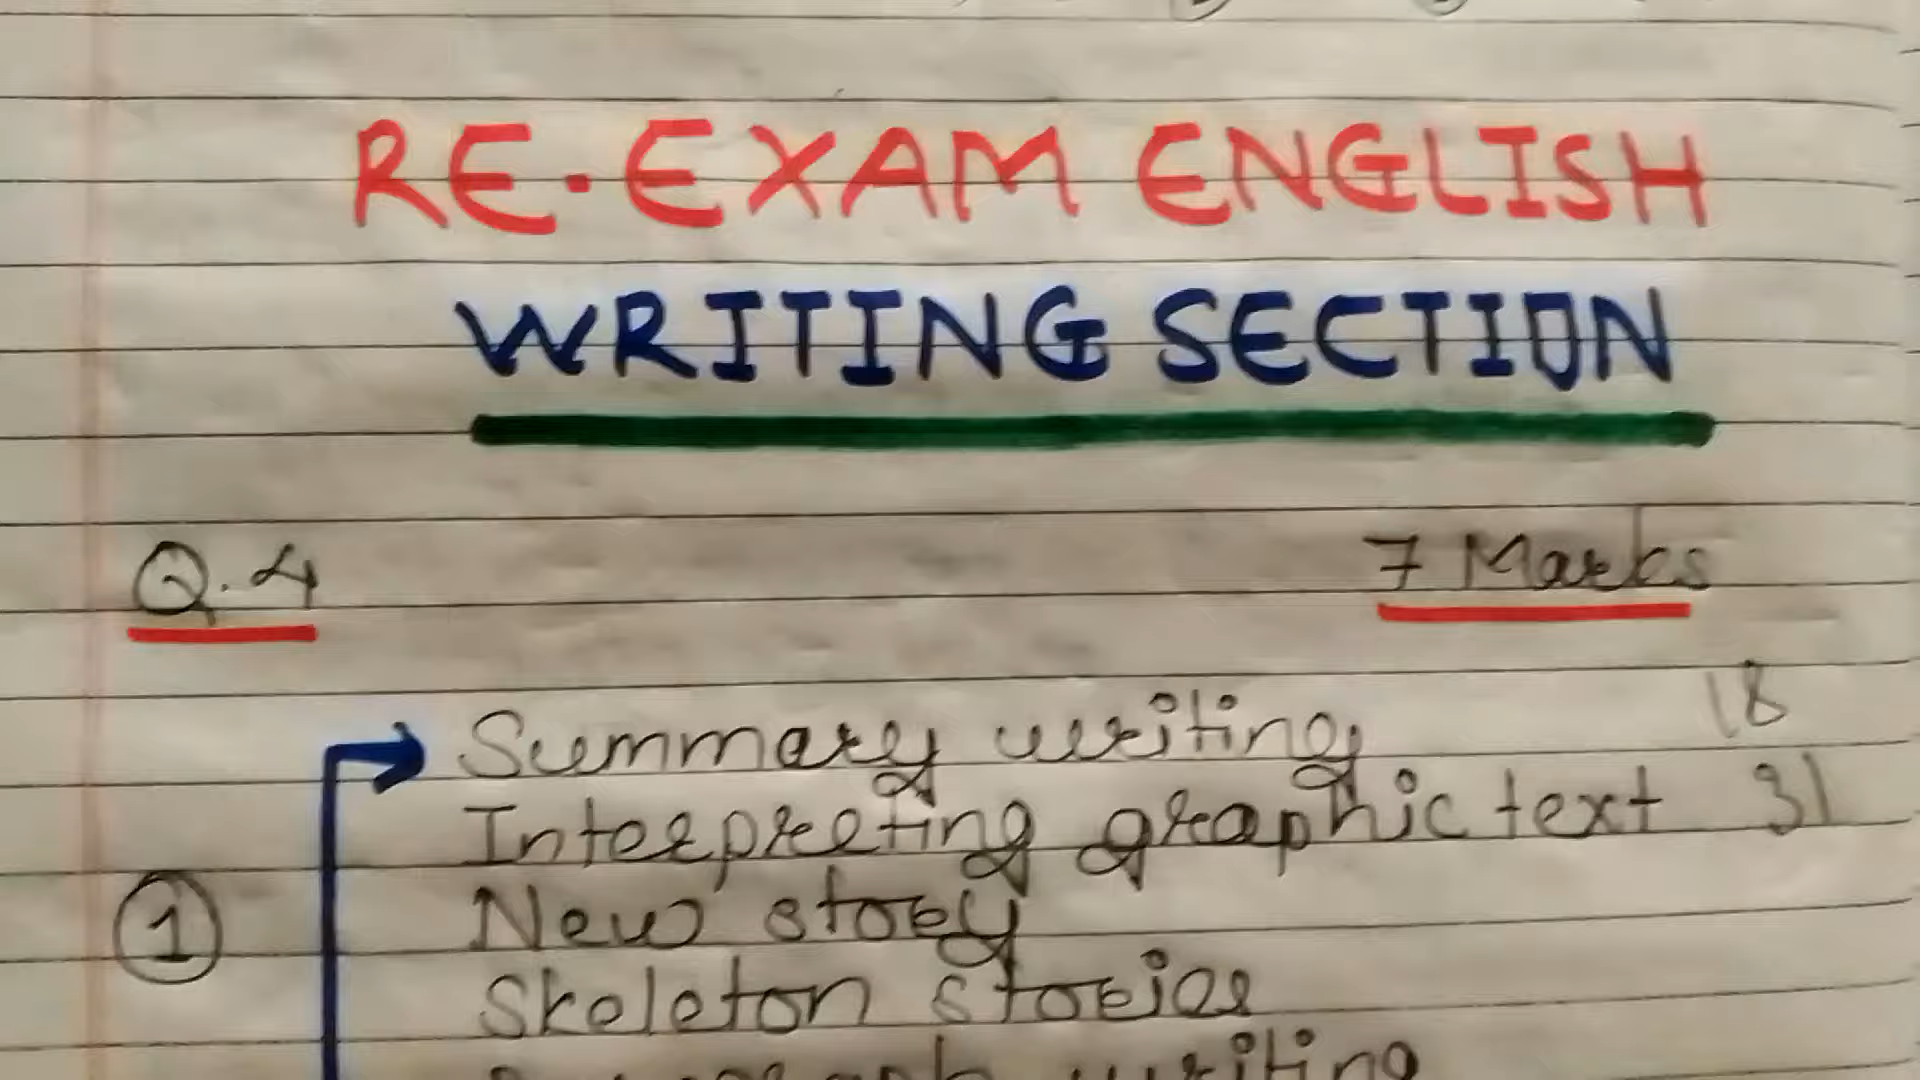 RE-EXAM ENGLISH
WRITING SECTION
Q.4 7 Marks
Summary writing 18
Interpreting graphic text 31
① New story
Skeleton stories
writing